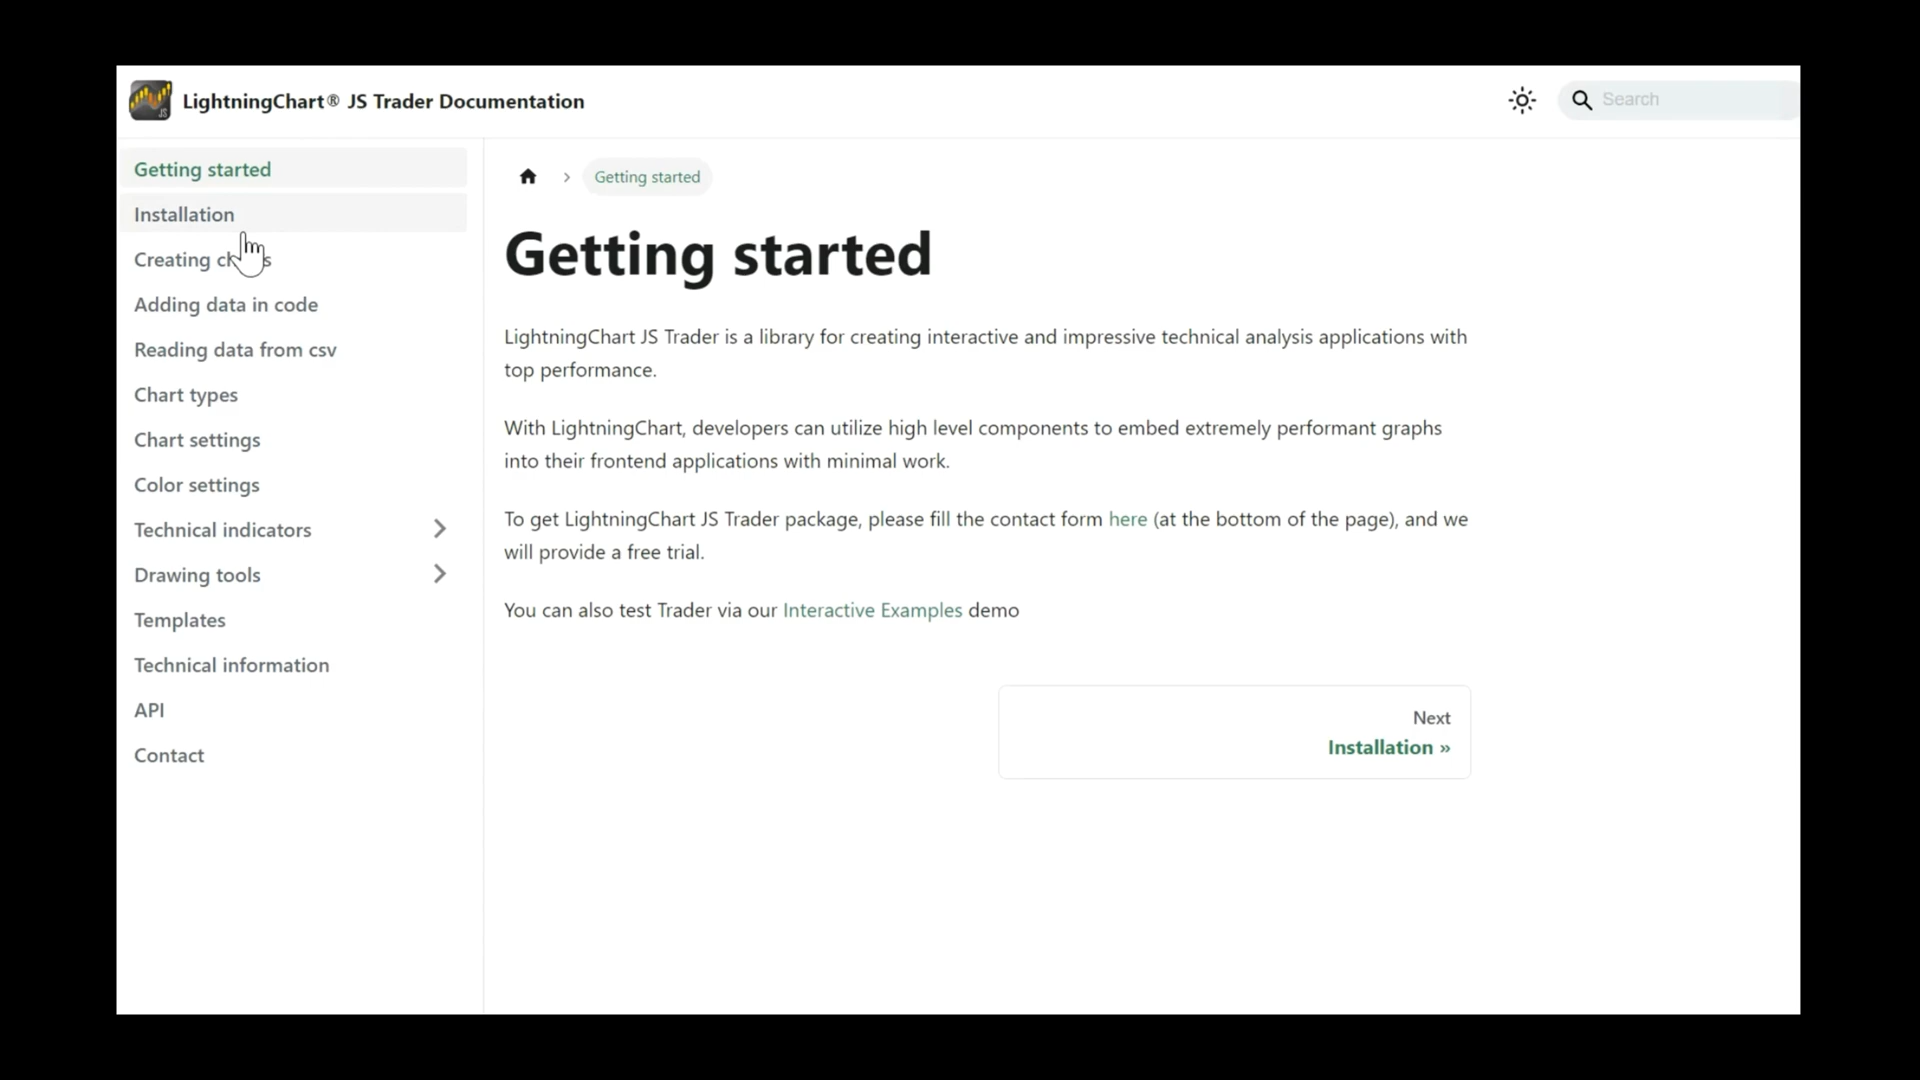 LightningChart® JS Trader Documentation
Search
Getting started
Installation
Creating
Adding data in code
Reading data from csv
Chart types
Chart settings
Color settings
Technical indicators
Drawing tools
Templates
Technical information
API
Contact
Getting started
Getting started
LightningChart JS Trader is a library for creating interactive and impressive technical analysis applications with
top performance.
With LightningChart, developers can utilize high level components to embed extremely performant graphs
into their frontend applications with minimal work.
To get LightningChart JS Trader package, please fill the contact form here (at the bottom of the page), and we
will provide a free trial.
You can also test Trader via our Interactive Examples demo
Next
Installation »
JS